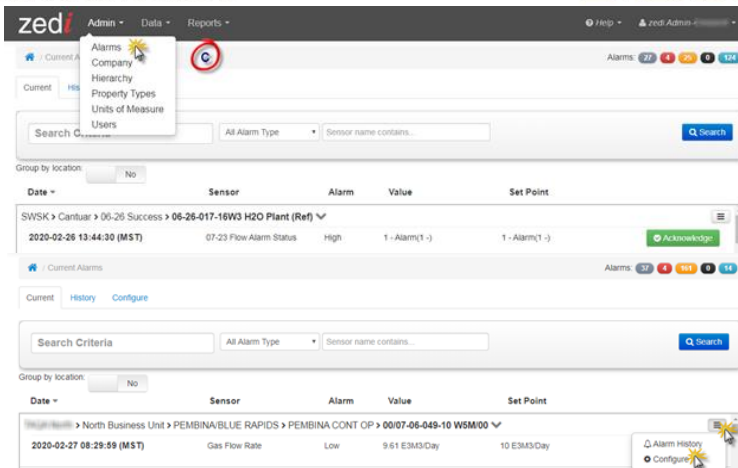 zedi Admin Data Reports Help zedi Admin
Alarms
Company
Hierarchy
Property Types
Units of Measure
Users
C
/ Current A Alarms: 27 4 25 0 124
Current His
Search C All Alarm Type Sensor name contains... Search
Group by location: No
Date Sensor Alarm Value Set Point
SWSK > Cantuar > 06-26 Success > 06-26-017-16W3 H2O Plant (Ref)
2020-02-26 13:44:30 (MST) 07-23 Flow Alarm Status High 1 - Alarm(1 -) 1 - Alarm(1 -) Acknowledge
/ Current Alarms Alarms: 37 4 161 0 14
Current History Configure
Search Criteria All Alarm Type Sensor name contains... Search
Group by location: No
Date Sensor Alarm Value Set Point
> North Business Unit > PEMBINA/BLUE RAPIDS > PEMBINA CONT OP > 00/07-06-049-10 W5M/00
2020-02-27 08:29:59 (MST) Gas Flow Rate Low 9.61 E3M3/Day 10 E3M3/Day
Alarm History
Configure